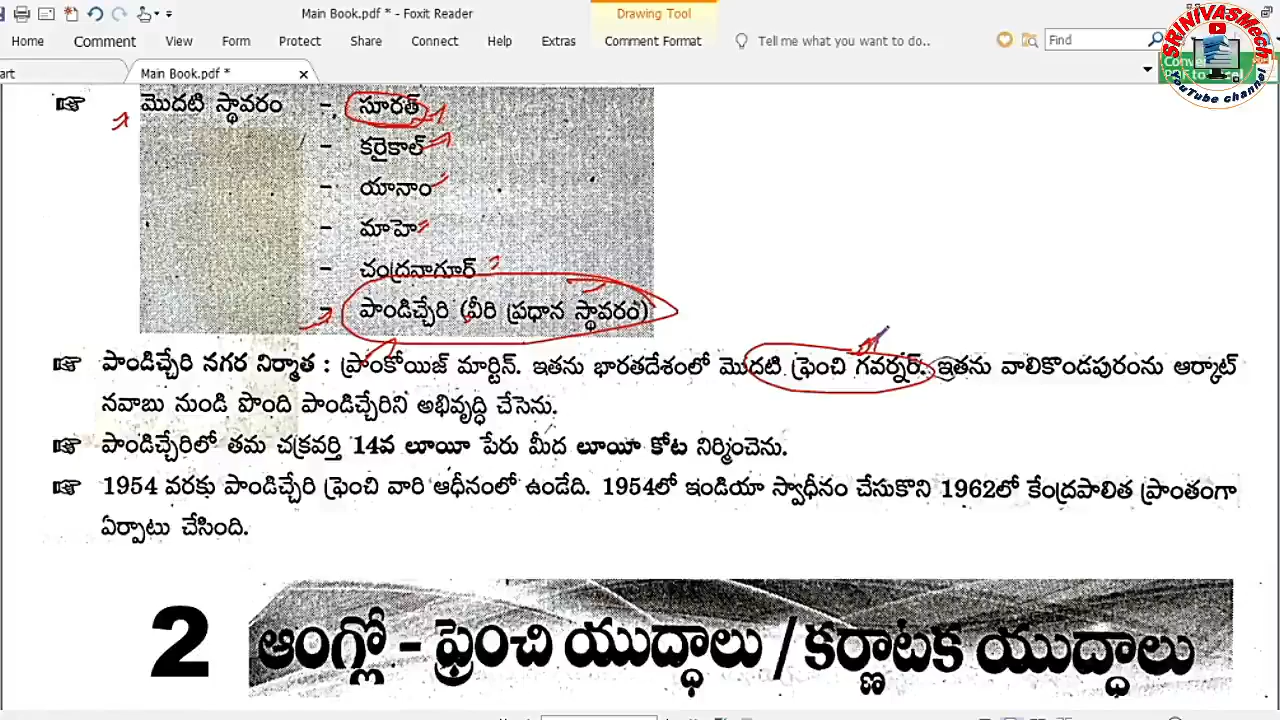 Main Book.pdf * - Foxit Reader
Drawing Tool
Home Comment View Form Protect Share Connect Help Extras Comment Format Tell me what you want to do.. Find
art Main Book.pdf *
SRINIVASMech
YouTube channel
మొదటి స్థావరం - సూరత్
- కరైకాల్
- యానాం
- మాహె
- చంద్రనాగూర్
- పాండిచ్చేరి (వీరి ప్రధాన స్థావరం)
పాండిచ్చేరి నగర నిర్మాత : ప్రాంకోయిజ్ మార్టిన్. ఇతను భారతదేశంలో మొదటి ఫ్రెంచి గవర్నర్. ఇతను వాలికొండపురంను ఆర్కాట్
నవాబు నుండి పొంది పాండిచ్చేరిని అభివృద్ధి చేసెను.
పాండిచ్చేరిలో తమ చక్రవర్తి 14వ లూయీ పేరు మీద లూయీ కోట నిర్మించెను.
1954 వరకు పాండిచ్చేరి ఫ్రెంచి వారి ఆధీనంలో ఉండేది. 1954లో ఇండియా స్వాధీనం చేసుకొని 1962లో కేంద్రపాలిత ప్రాంతంగా
ఏర్పాటు చేసింది.
2 ఆంగ్లో - ఫ్రెంచి యుద్ధాలు / కర్ణాటక యుద్ధాలు